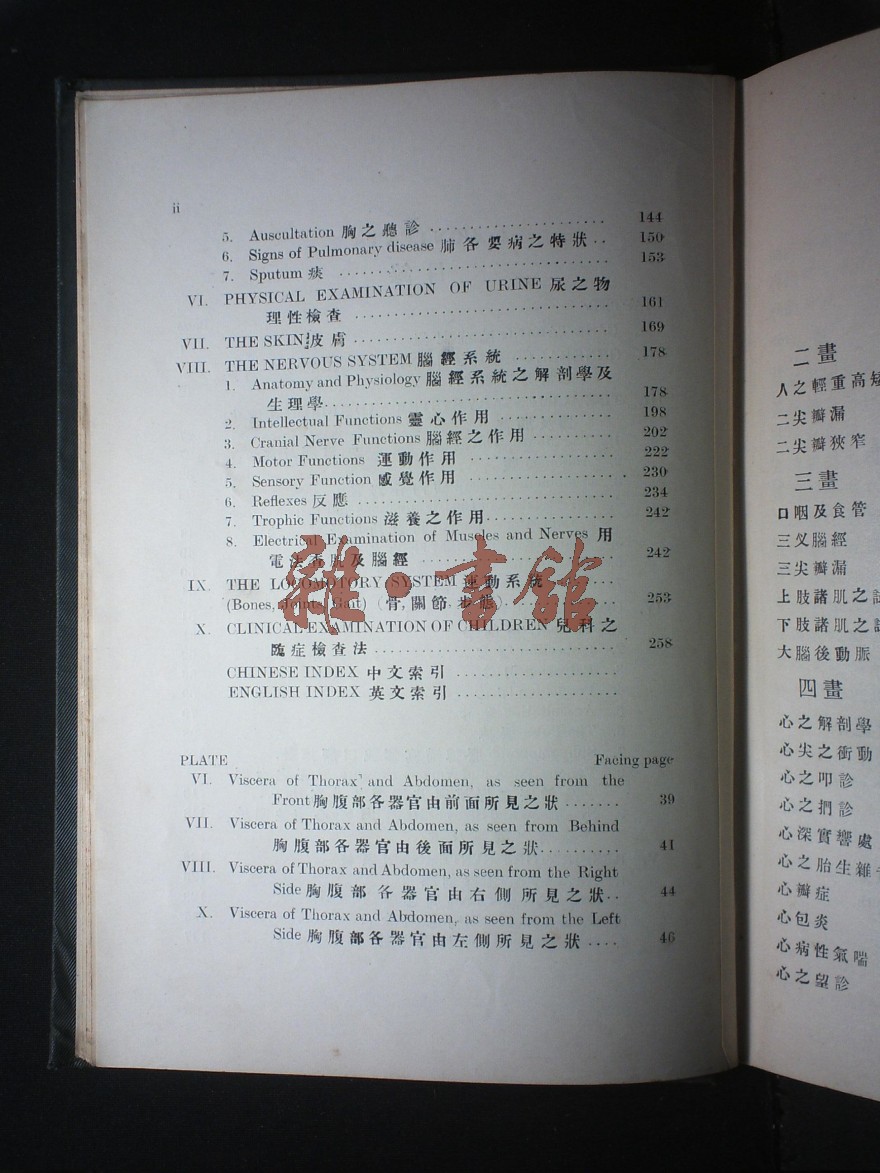 ii
5. Auscultation 胸之聽診 ........................ 144
6. Signs of Pulmonary disease 肺各要病之特狀 .. 150
7. Sputum 痰 .................................... 153
VI. PHYSICAL EXAMINATION OF URINE 尿之物
理性檢查 .................................... 161
VII. THE SKIN 皮膚 .................................... 169
VIII. THE NERVOUS SYSTEM 腦經系統 ............ 178
1. Anatomy and Physiology 腦經系統之解剖學及
生理學.................................... 178
2. Intellectual Functions 靈心作用 ................ 198
3. Cranial Nerve Functions 腦經之作用 .......... 202
4. Motor Functions 運動作用 .................... 222
5. Sensory Function 感覺作用 .................... 230
6. Reflexes 反應 .................................... 234
7. Trophic Functions 滋養之作用.................. 242
8. Electrical Examination of Muscles and Nerves 用
電法查肌及腦經 ........................ 242
IX. THE LOCOMOTORY SYSTEM 運動系統 ........
(Bones, Joints, Gait) (骨, 關節, 步態).............. 253
X. CLINICAL EXAMINATION OF CHILDREN 兒科之
臨症檢查法 .............................. 258
CHINESE INDEX 中文索引 ......................
ENGLISH INDEX 英文索引 ......................
PLATE Facing page
VI. Viscera of Thorax and Abdomen, as seen from the
Front 胸腹部各器官由前面所見之狀 ....... 39
VII. Viscera of Thorax and Abdomen, as seen from Behind
胸腹部各器官由後面所見之狀.......... 41
VIII. Viscera of Thorax and Abdomen, as seen from the Right
Side 胸腹部各器官由右側所見之狀.. 44
X. Viscera of Thorax and Abdomen, as seen from the Left
Side 胸腹部各器官由左側所見之狀 .... 46
雜·書館
二畫
人之輕重高矮
二尖瓣漏
二尖瓣狹窄
三畫
口咽及食管
三义腦經
三尖瓣漏
上肢諸肌之
下肢諸肌之
大腦後動脈
四畫
心之解剖學
心尖之衝動
心之叩診
心之捫診
心深實響處
心之胎生雜
心瓣症
心包炎
心病性氣喘
心之望診